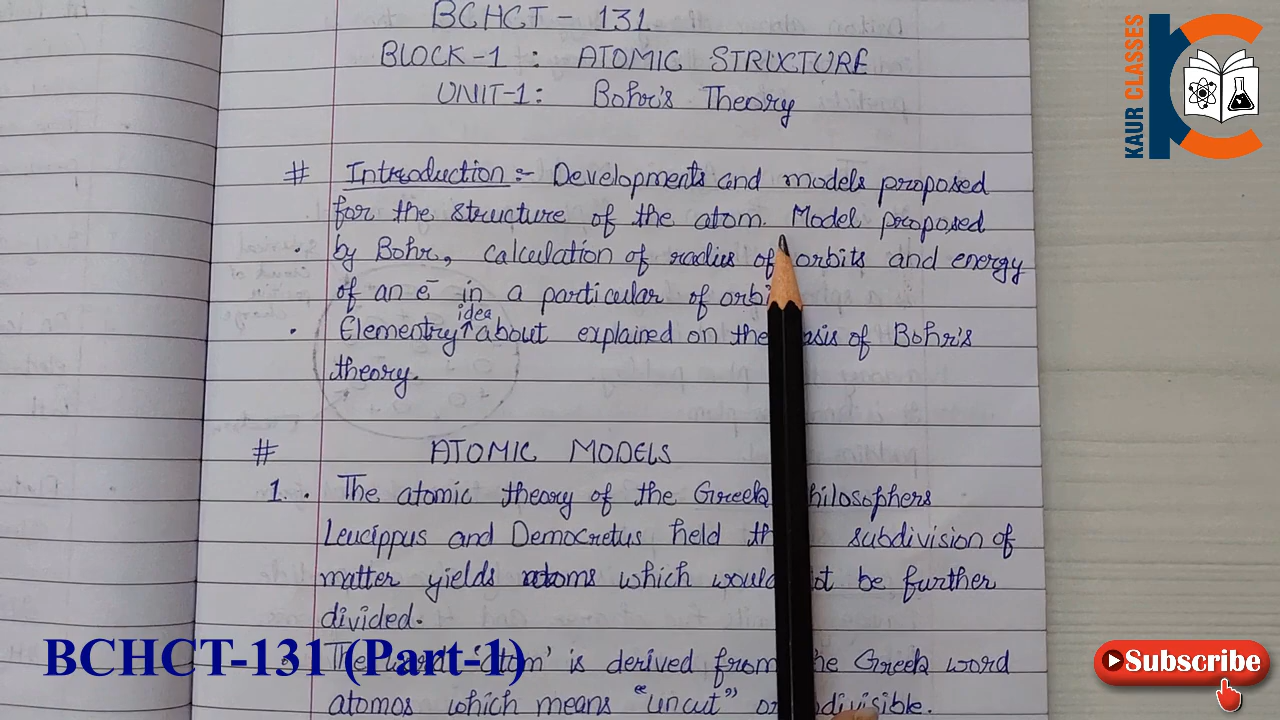 BCHCT - 131
BLOCK-1 : ATOMIC STRUCTURE
UNIT-1: Bohr's Theory
# Introduction :- Developments and models proposed
for the structure of the atom. Model proposed
• by Bohr, calculation of radius of orbits and energy
of an e⁻ in a particular of orbi
idea
• Elementry↑about explained on the asis of Bohr's
theory.
# ATOMIC MODELS
1. • The atomic theory of the Greek hilosophers
Leucippus and Democretus held th subdivision of
matter yields atoms which would t be further
divided.
• The word 'atom' is derived from he Greek word
atomos which means "uncut" or divisible.
KAUR CLASSES
BCHCT-131 (Part-1)
Subscribe